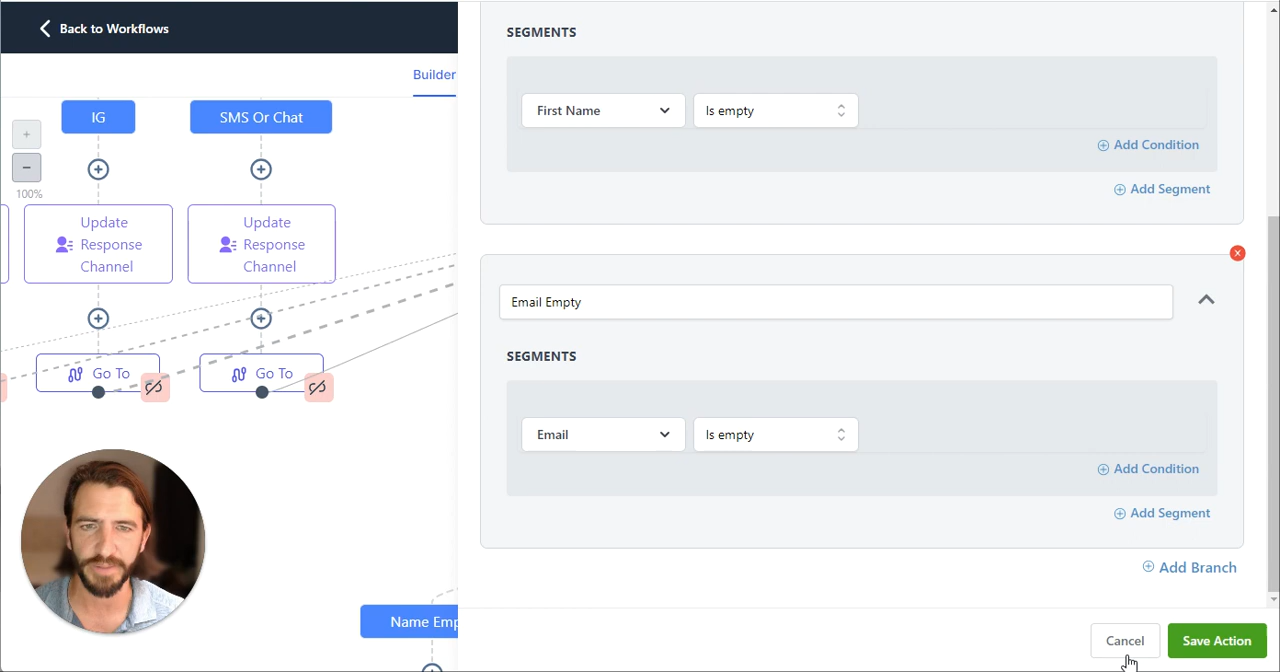 Back to Workflows
Builder
IG
SMS Or Chat
100%
Update
Response
Channel
Update
Response
Channel
Go To
Go To
Name Emp
SEGMENTS
First Name
Is empty
Add Condition
Add Segment
Email Empty
SEGMENTS
Email
Is empty
Add Condition
Add Segment
Add Branch
Cancel
Save Action